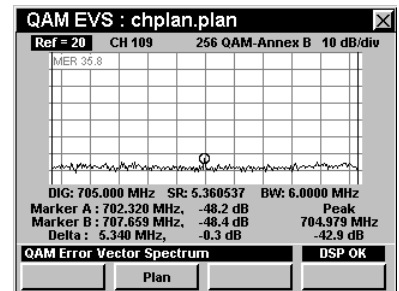 QAM EVS : chplan.plan
Ref = 20 CH 109 256 QAM-Annex B 10 dB/div
MER 35.8
DIG: 705.000 MHz SR: 5.360537 BW: 6.0000 MHz
Marker A : 702.320 MHz, -48.2 dB Peak
Marker B : 707.659 MHz, -48.4 dB 704.979 MHz
Delta : 5.340 MHz, -0.3 dB -42.9 dB
QAM Error Vector Spectrum DSP OK
Plan